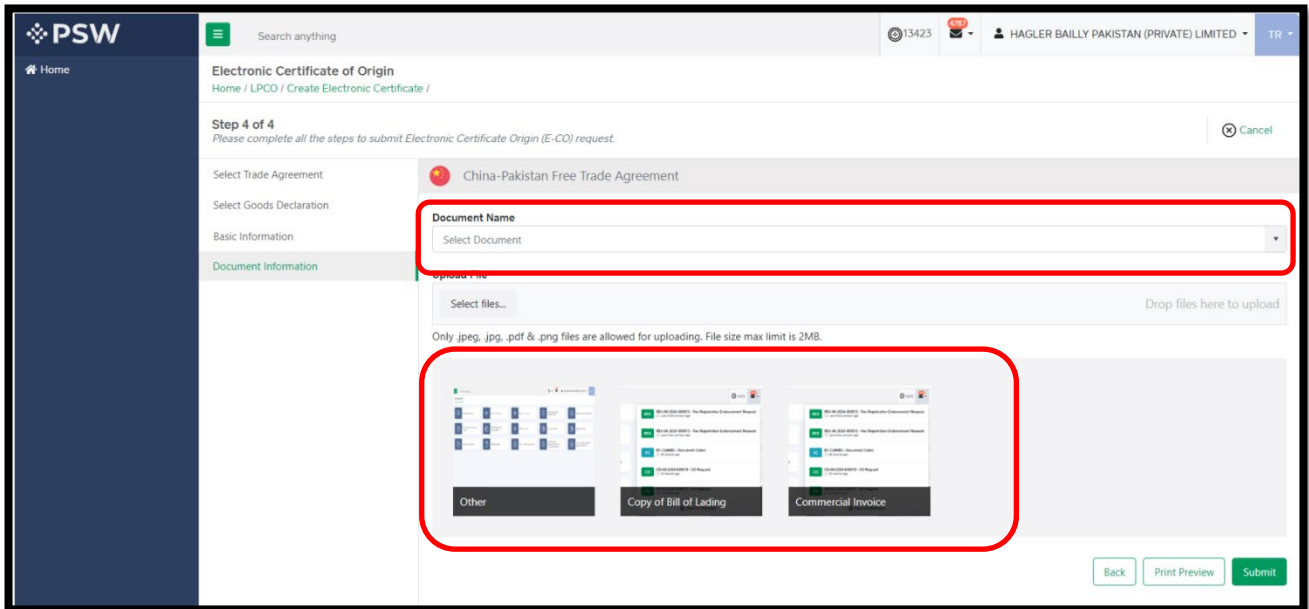 PSW
Search anything
13423
4787
HAGLER BAILLY PAKISTAN (PRIVATE) LIMITED
TR
Home
Electronic Certificate of Origin
Home / LPCO / Create Electronic Certificate /
Step 4 of 4
Please complete all the steps to submit Electronic Certificate Origin (E-CO) request.
Cancel
Select Trade Agreement
Select Goods Declaration
Basic Information
Document Information
China-Pakistan Free Trade Agreement
Document Name
Select Document
Upload File
Select files...
Drop files here to upload
Only .jpeg, .jpg, .pdf & .png files are allowed for uploading. File size max limit is 2MB.
Other
Copy of Bill of Lading
Commercial Invoice
Back
Print Preview
Submit